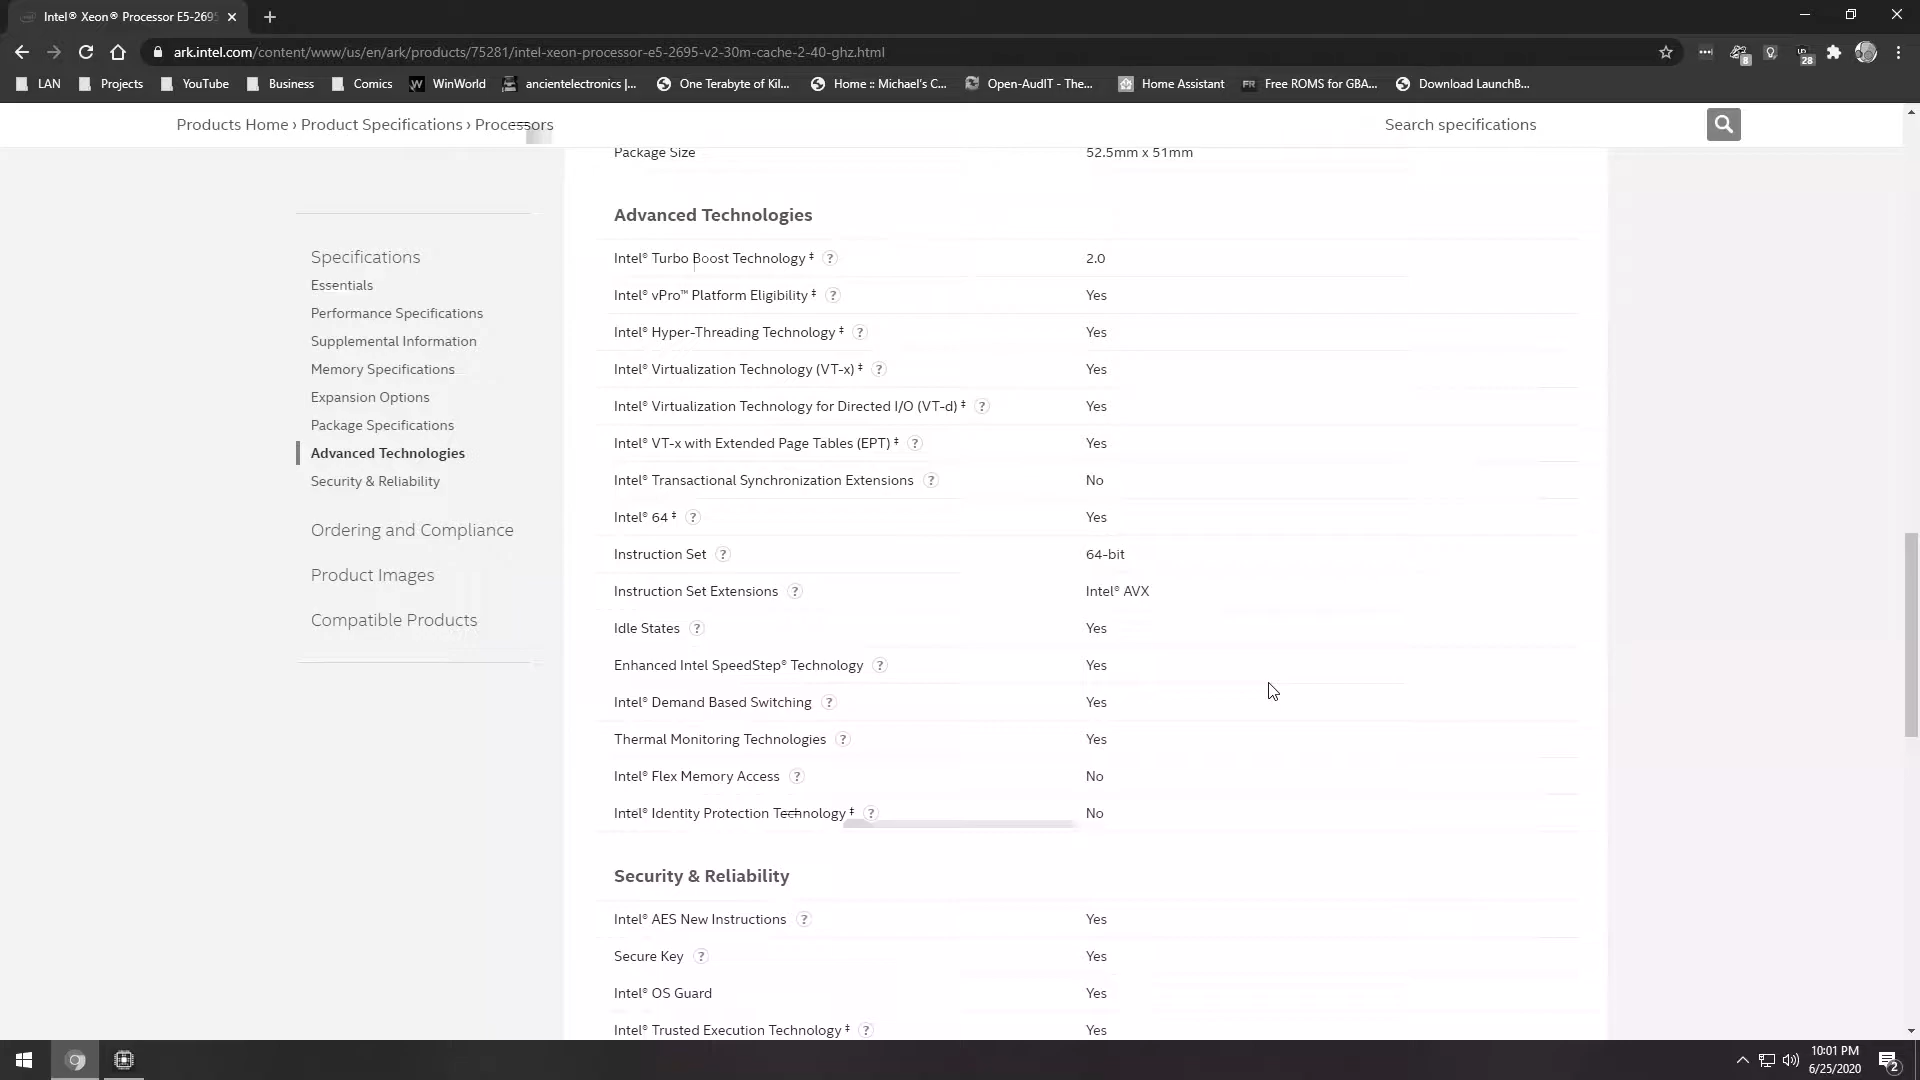 Intel® Xeon® Processor E5-2695
ark.intel.com/content/www/us/en/ark/products/75281/intel-xeon-processor-e5-2695-v2-30m-cache-2-40-ghz.html
8
28
LAN
Projects
YouTube
Business
Comics
WinWorld
ancientelectronics |...
One Terabyte of Kil...
Home :: Michael's C...
Open-AudIT - The...
Home Assistant
FR
Free ROMS for GBA...
Download LaunchB...
Products Home › Product Specifications › Processors
Search specifications
Package Size 52.5mm x 51mm
Specifications
Essentials
Performance Specifications
Supplemental Information
Memory Specifications
Expansion Options
Package Specifications
Advanced Technologies
Security & Reliability
Ordering and Compliance
Product Images
Compatible Products
Advanced Technologies
Intel® Turbo Boost Technology ‡ ? 2.0
Intel® vPro™ Platform Eligibility ‡ ? Yes
Intel® Hyper-Threading Technology ‡ ? Yes
Intel® Virtualization Technology (VT-x) ‡ ? Yes
Intel® Virtualization Technology for Directed I/O (VT-d) ‡ ? Yes
Intel® VT-x with Extended Page Tables (EPT) ‡ ? Yes
Intel® Transactional Synchronization Extensions ? No
Intel® 64 ‡ ? Yes
Instruction Set ? 64-bit
Instruction Set Extensions ? Intel® AVX
Idle States ? Yes
Enhanced Intel SpeedStep® Technology ? Yes
Intel® Demand Based Switching ? Yes
Thermal Monitoring Technologies ? Yes
Intel® Flex Memory Access ? No
Intel® Identity Protection Technology ‡ ? No
Security & Reliability
Intel® AES New Instructions ? Yes
Secure Key ? Yes
Intel® OS Guard Yes
Intel® Trusted Execution Technology ‡ ? Yes
10:01 PM
6/25/2020
2